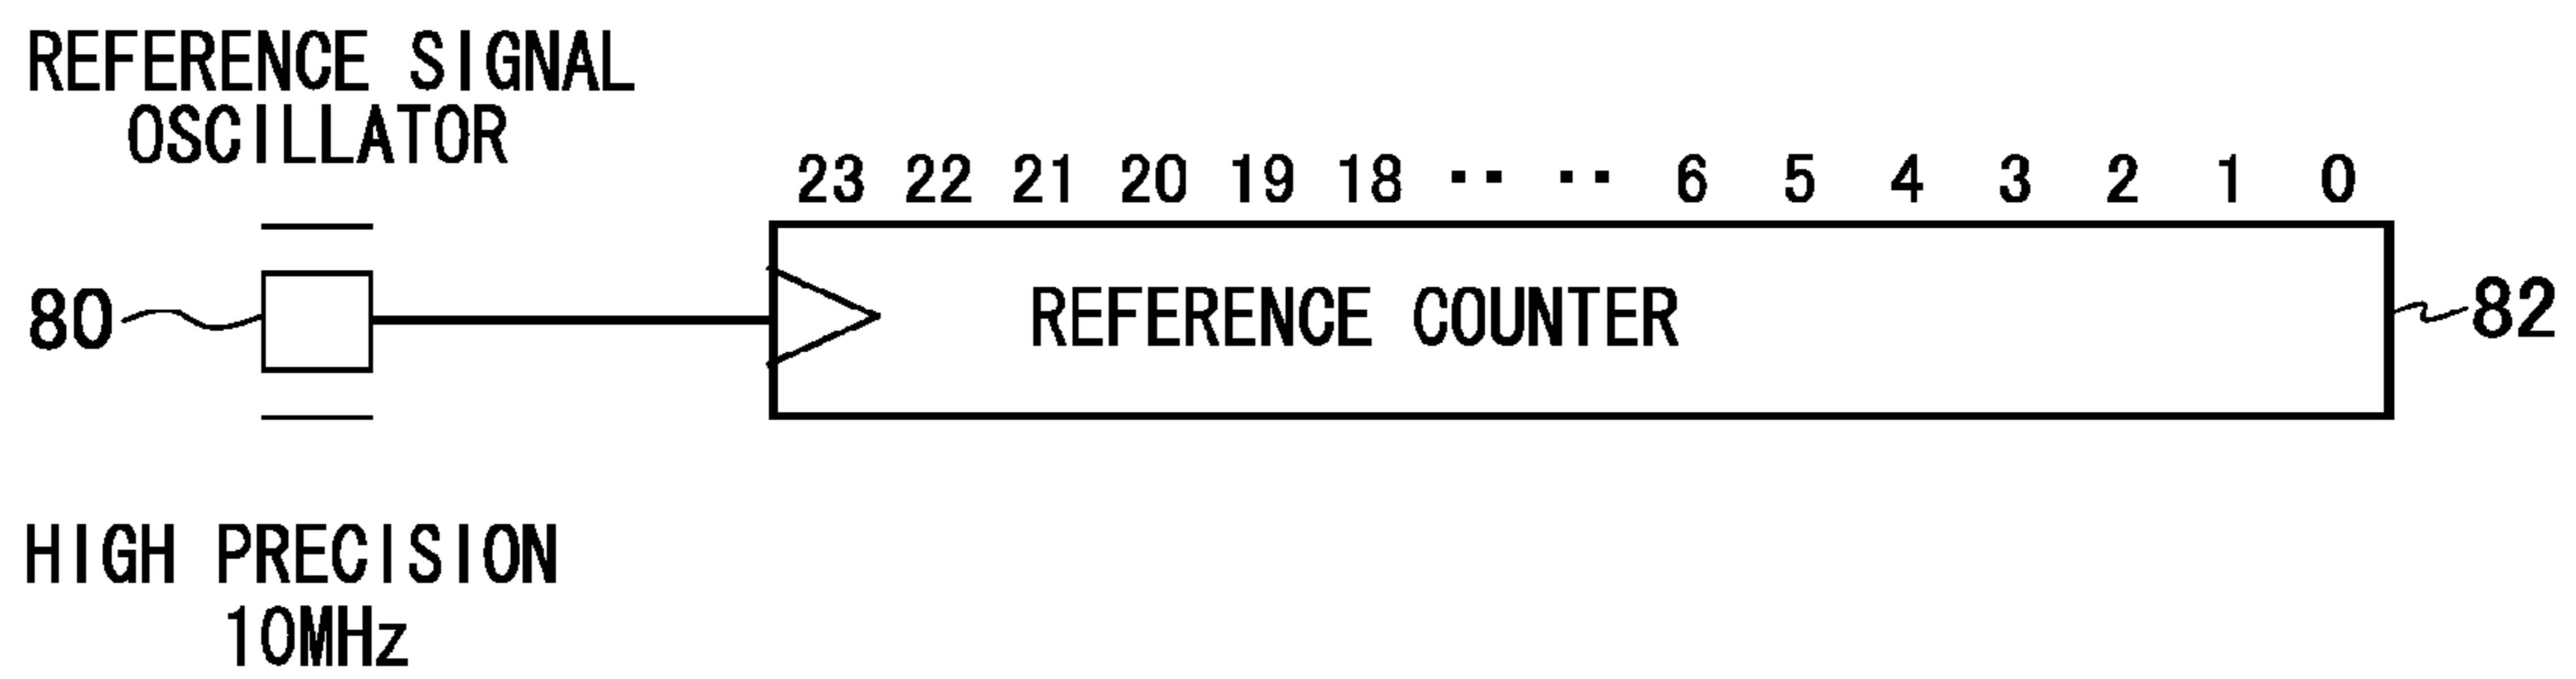 REFERENCE SIGNAL
OSCILLATOR
23 22 21 20 19 18 ·· ·· 6 5 4 3 2 1 0
80
REFERENCE COUNTER
82
HIGH PRECISION
10MHz